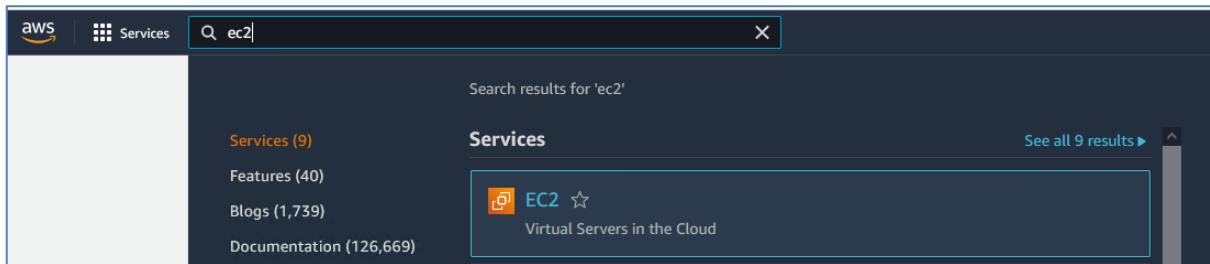 aws Services ec2
Search results for 'ec2'
Services (9)
Features (40)
Blogs (1,739)
Documentation (126,669)
Services See all 9 results
EC2
Virtual Servers in the Cloud